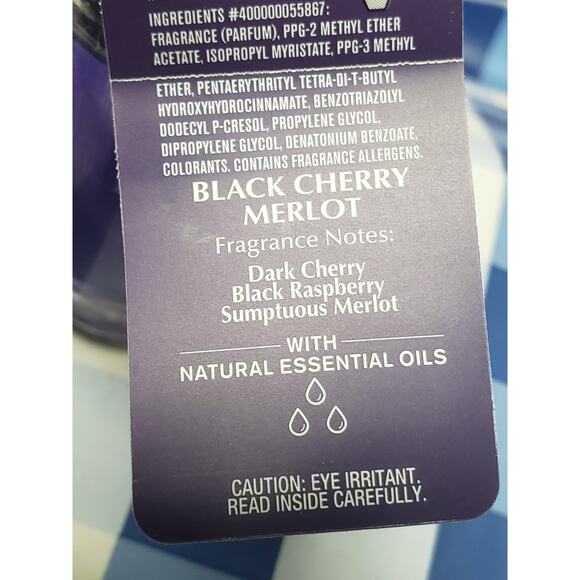 INGREDIENTS #400000055867:
FRAGRANCE (PARFUM), PPG-2 METHYL ETHER
ACETATE, ISOPROPYL MYRISTATE, PPG-3 METHYL
ETHER, PENTAERYTHRITYL TETRA-DI-T-BUTYL
HYDROXYHYDROCINNAMATE, BENZOTRIAZOLYL
DODECYL P-CRESOL, PROPYLENE GLYCOL,
DIPROPYLENE GLYCOL, DENATONIUM BENZOATE,
COLORANTS. CONTAINS FRAGRANCE ALLERGENS.
BLACK CHERRY
MERLOT
Fragrance Notes:
Dark Cherry
Black Raspberry
Sumptuous Merlot
WITH
NATURAL ESSENTIAL OILS
CAUTION: EYE IRRITANT.
READ INSIDE CAREFULLY.